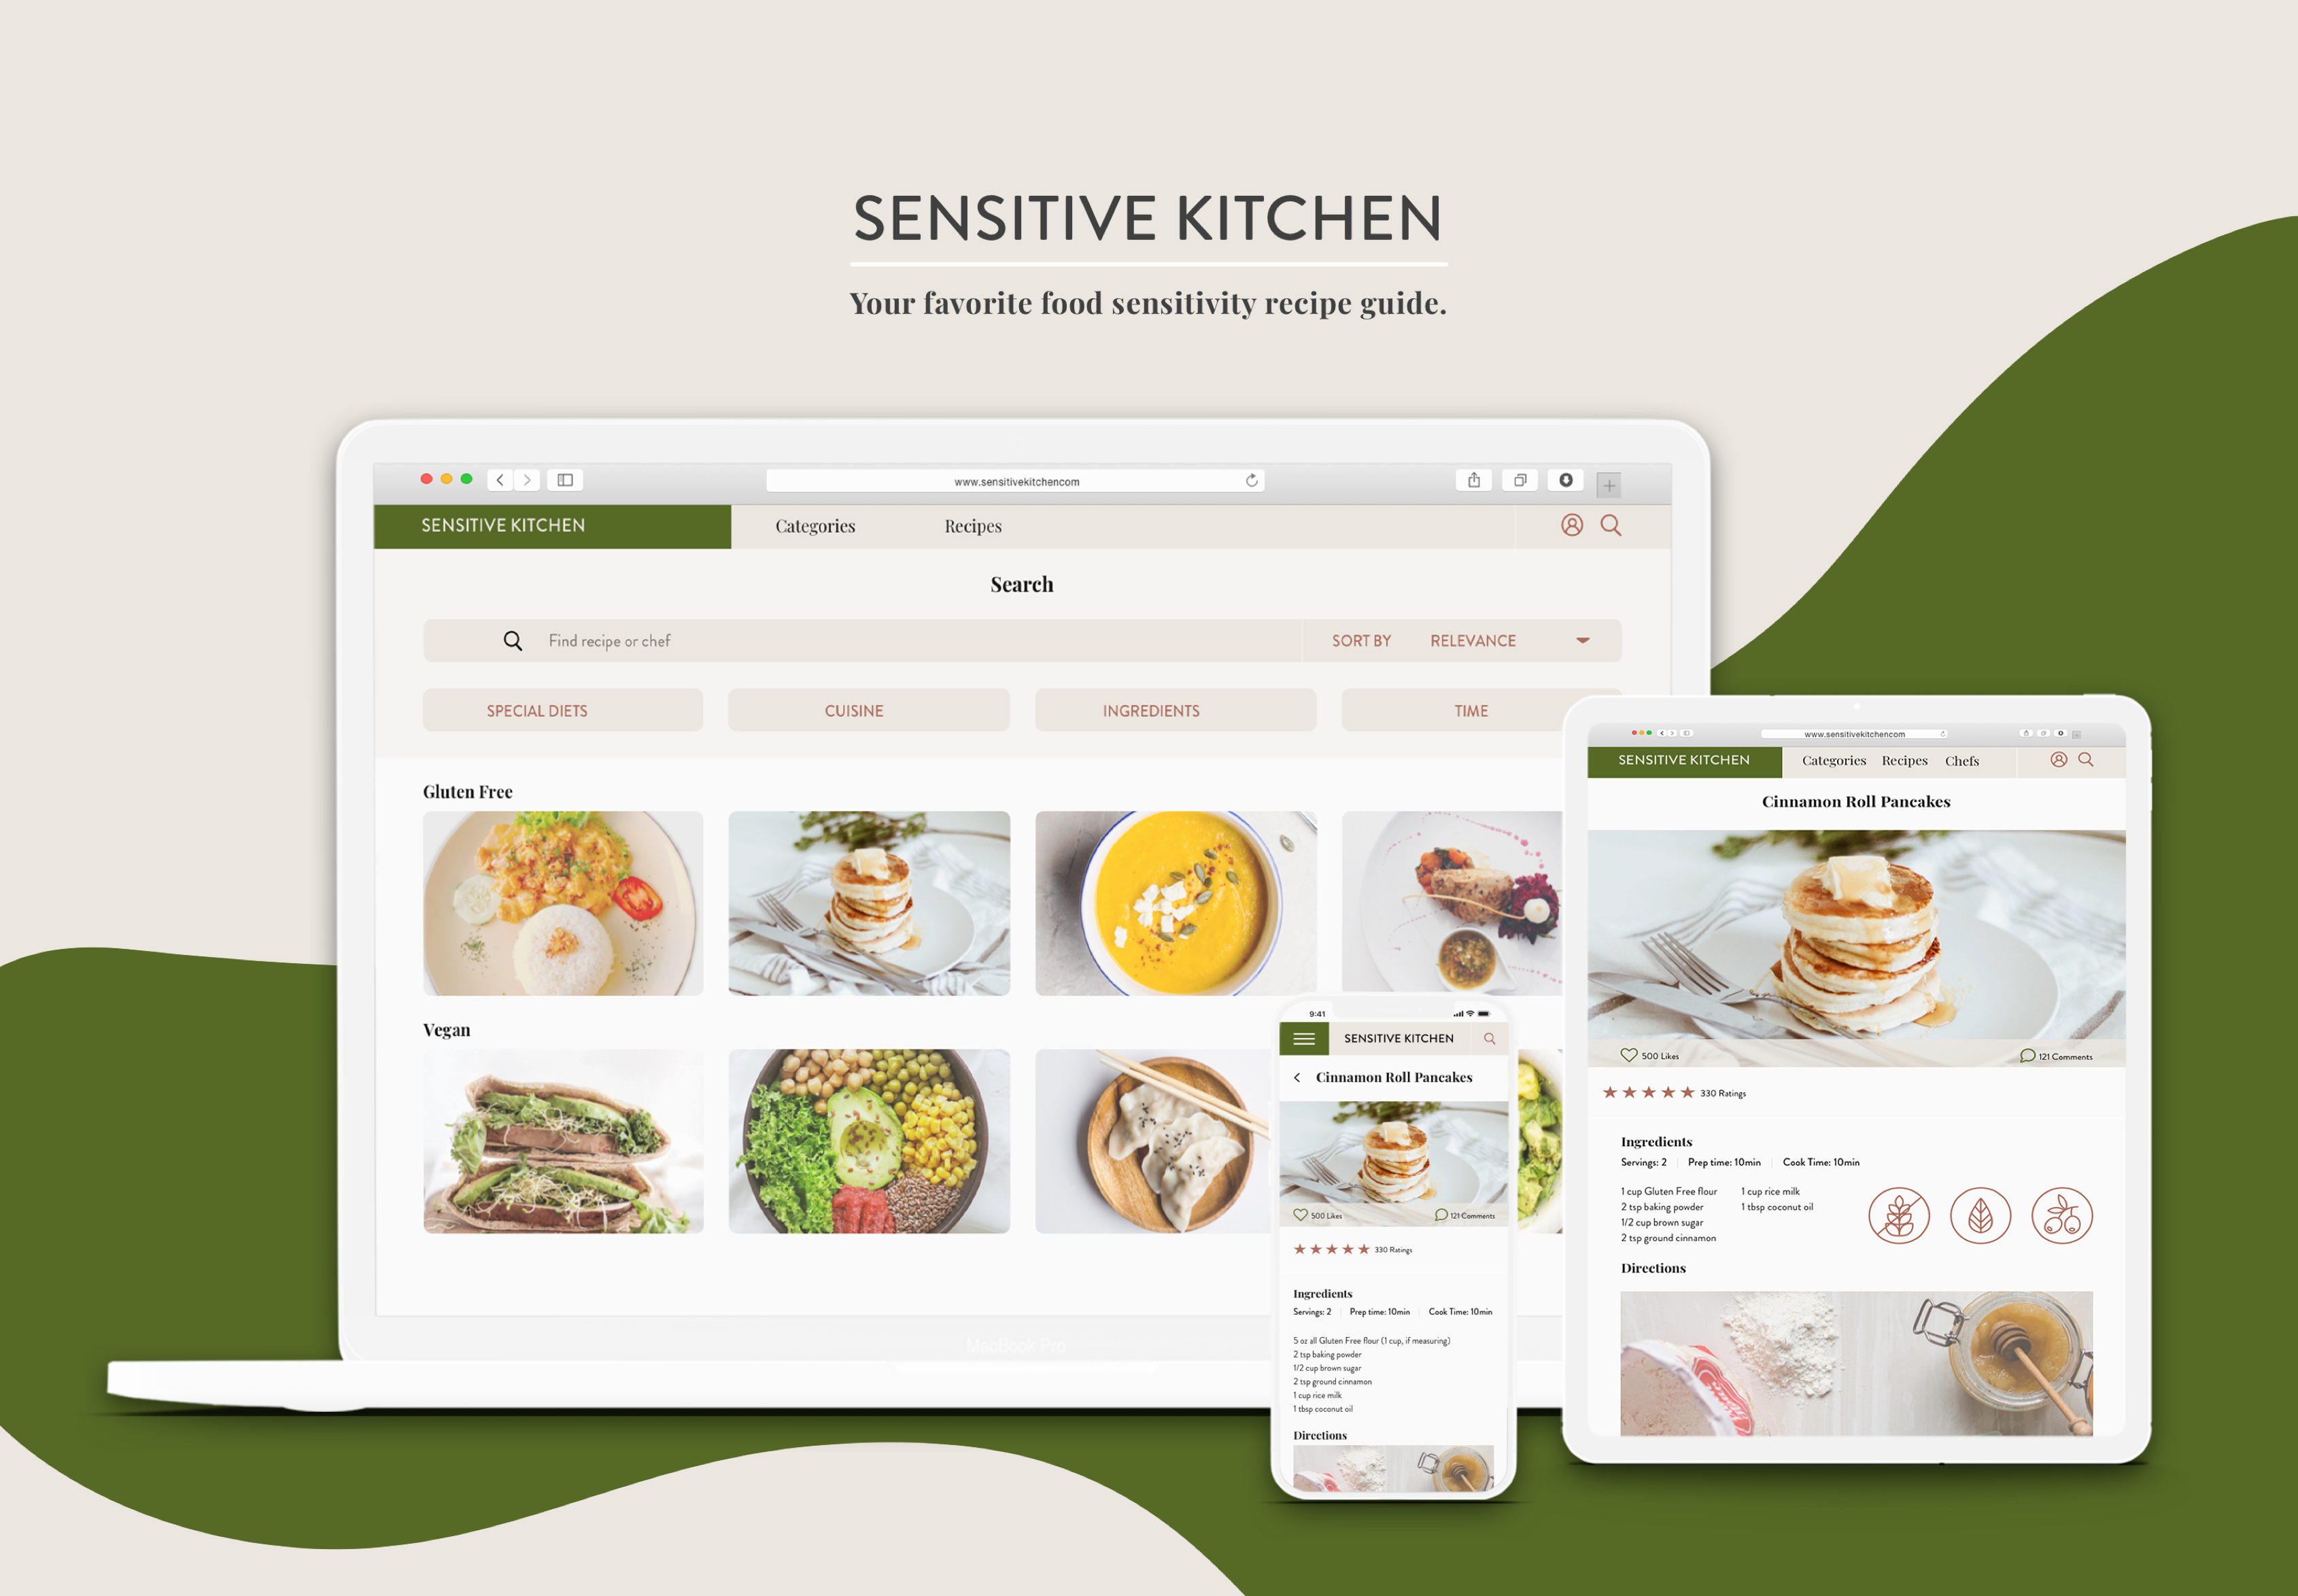 SENSITIVE KITCHEN
Your favorite food sensitivity recipe guide.
www.sensitivekitchencom
SENSITIVE KITCHEN
Categories
Recipes
Search
Find recipe or chef
SORT BY
RELEVANCE
SPECIAL DIETS
CUISINE
INGREDIENTS
TIME
Gluten Free
Vegan
MacBook Pro
9:41
SENSITIVE KITCHEN
Cinnamon Roll Pancakes
500 Likes
121 Comments
330 Ratings
Ingredients
Servings: 2 | Prep time: 10min | Cook Time: 10min
5 oz all Gluten Free flour (1 cup, if measuring)
2 tsp baking powder
1/2 cup brown sugar
2 tsp ground cinnamon
1 cup rice milk
1 tbsp coconut oil
Directions
www.sensitivekitchencom
SENSITIVE KITCHEN
Categories
Recipes
Chefs
Cinnamon Roll Pancakes
500 Likes
121 Comments
330 Ratings
Ingredients
Servings: 2 | Prep time: 10min | Cook Time: 10min
1 cup Gluten Free flour
2 tsp baking powder
1/2 cup brown sugar
2 tsp ground cinnamon
1 cup rice milk
1 tbsp coconut oil
Directions